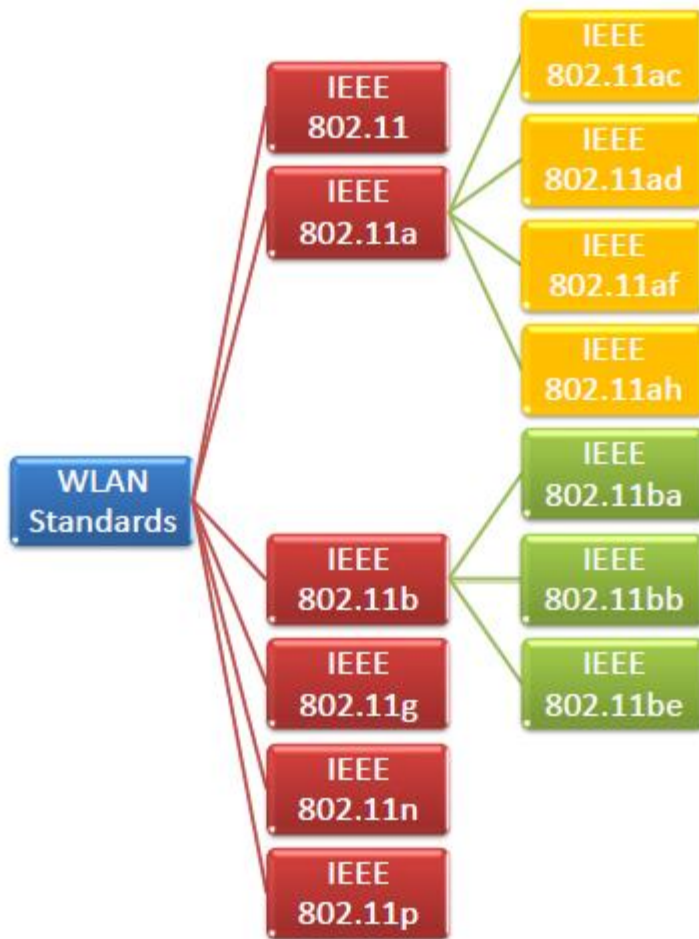 WLAN
Standards
IEEE
802.11
IEEE
802.11a
IEEE
802.11ac
IEEE
802.11ad
IEEE
802.11af
IEEE
802.11ah
IEEE
802.11b
IEEE
802.11ba
IEEE
802.11bb
IEEE
802.11be
IEEE
802.11g
IEEE
802.11n
IEEE
802.11p